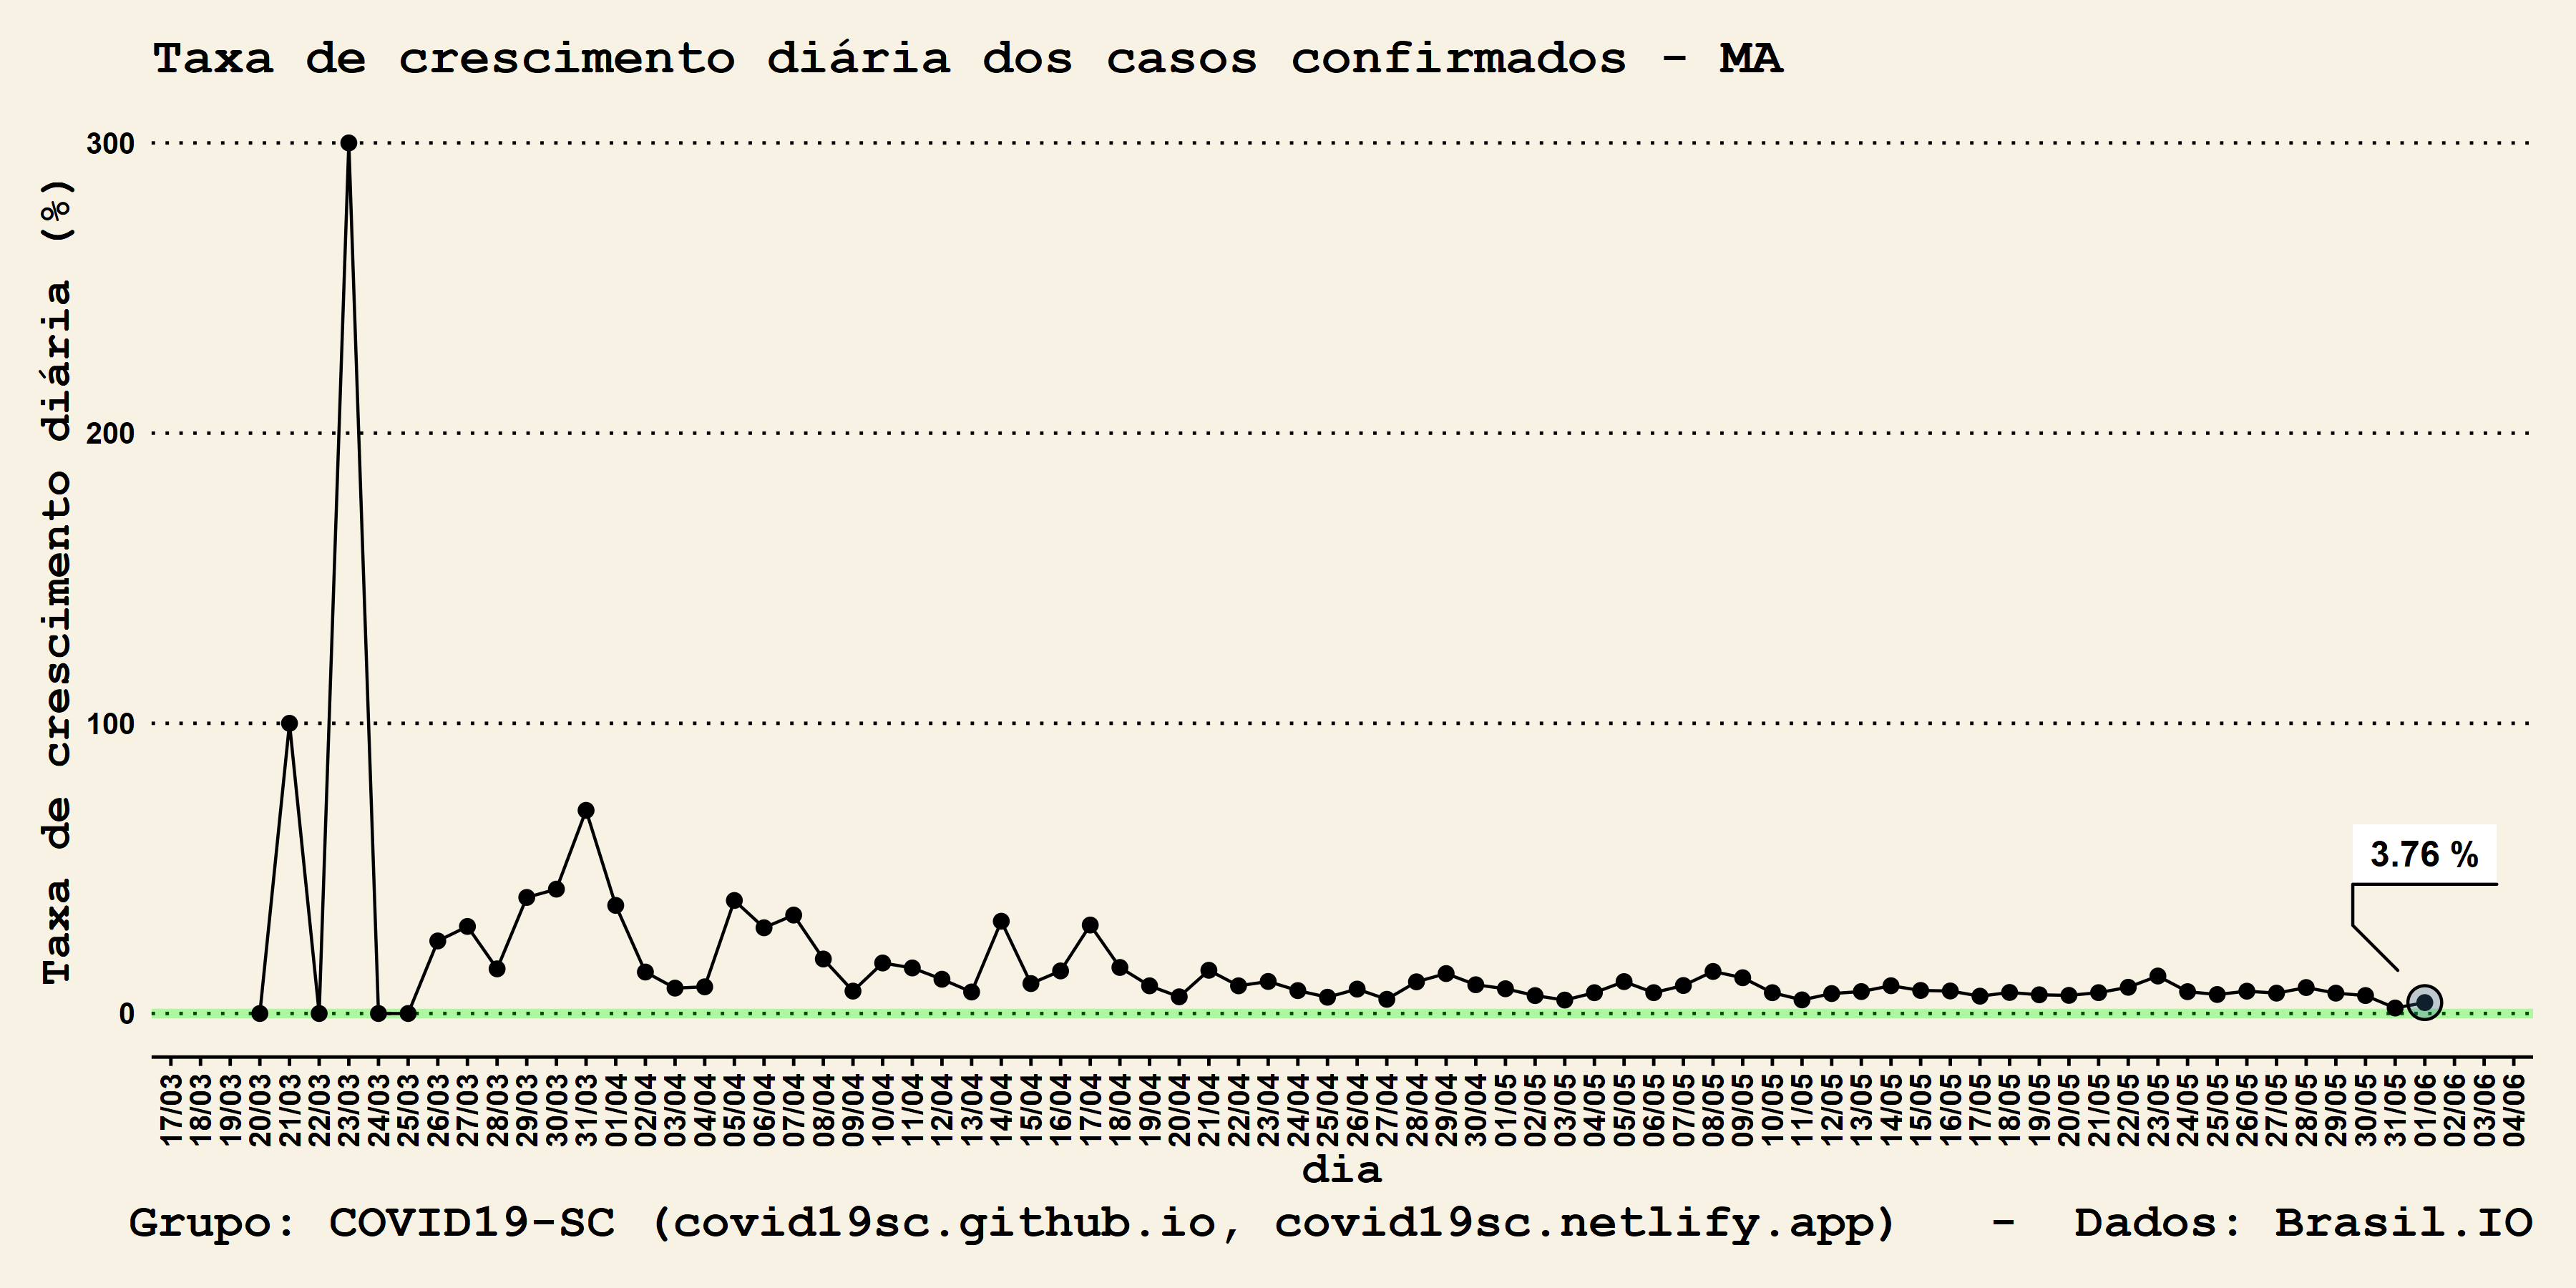 Taxa de crescimento diária dos casos confirmados - MA
Taxa de crescimento diária (%)
300
200
100
0
3.76 %
17/03 18/03 19/03 20/03 21/03 22/03 23/03 24/03 25/03 26/03 27/03 28/03 29/03 30/03 31/03 01/04 02/04 03/04 04/04 05/04 06/04 07/04 08/04 09/04 10/04 11/04 12/04 13/04 14/04 15/04 16/04 17/04 18/04 19/04 20/04 21/04 22/04 23/04 24/04 25/04 26/04 27/04 28/04 29/04 30/04 01/05 02/05 03/05 04/05 05/05 06/05 07/05 08/05 09/05 10/05 11/05 12/05 13/05 14/05 15/05 16/05 17/05 18/05 19/05 20/05 21/05 22/05 23/05 24/05 25/05 26/05 27/05 28/05 29/05 30/05 31/05 01/06 02/06 03/06 04/06
dia
Grupo: COVID19-SC (covid19sc.github.io, covid19sc.netlify.app) - Dados: Brasil.IO